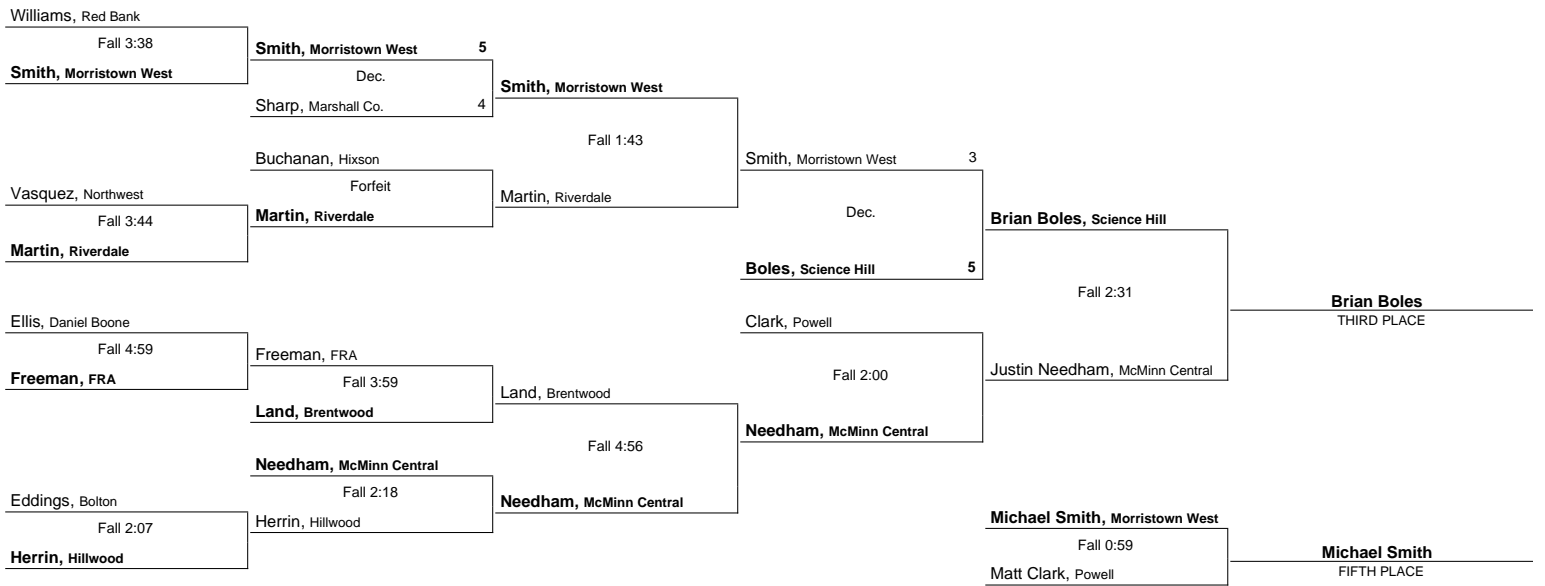 Williams, Red Bank
Fall 3:38
Smith, Morristown West
Vasquez, Northwest
Fall 3:44
Martin, Riverdale
Ellis, Daniel Boone
Fall 4:59
Freeman, FRA
Eddings, Bolton
Fall 2:07
Herrin, Hillwood
Smith, Morristown West 5
Dec.
Sharp, Marshall Co. 4
Buchanan, Hixson
Forfeit
Martin, Riverdale
Freeman, FRA
Fall 3:59
Land, Brentwood
Needham, McMinn Central
Fall 2:18
Herrin, Hillwood
Smith, Morristown West
Fall 1:43
Martin, Riverdale
Land, Brentwood
Fall 4:56
Needham, McMinn Central
Smith, Morristown West 3
Dec.
Boles, Science Hill 5
Clark, Powell
Fall 2:00
Needham, McMinn Central
Brian Boles, Science Hill
Fall 2:31
Justin Needham, McMinn Central
Brian Boles
THIRD PLACE
Michael Smith, Morristown West
Fall 0:59
Matt Clark, Powell
Michael Smith
FIFTH PLACE